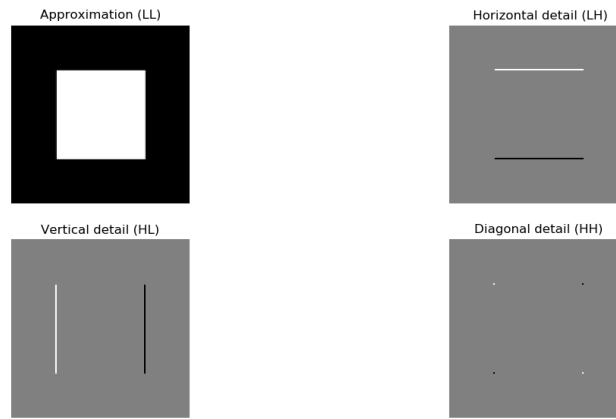 Approximation (LL)
Horizontal detail (LH)
Vertical detail (HL)
Diagonal detail (HH)